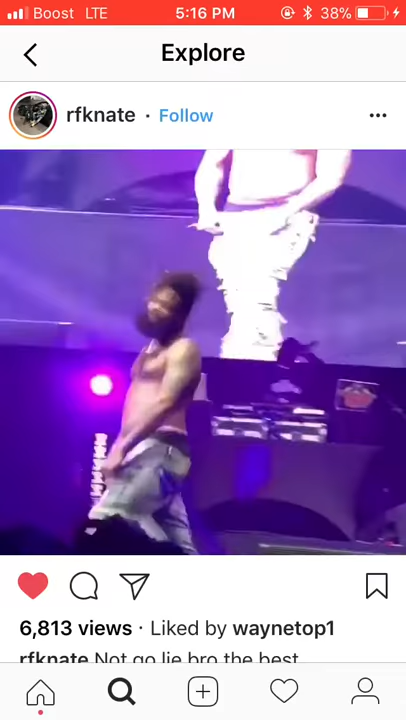 Boost LTE 5:16 PM 38%
Explore
rfknate · Follow
6,813 views · Liked by waynetop1
rfknate Not go lie bro the best